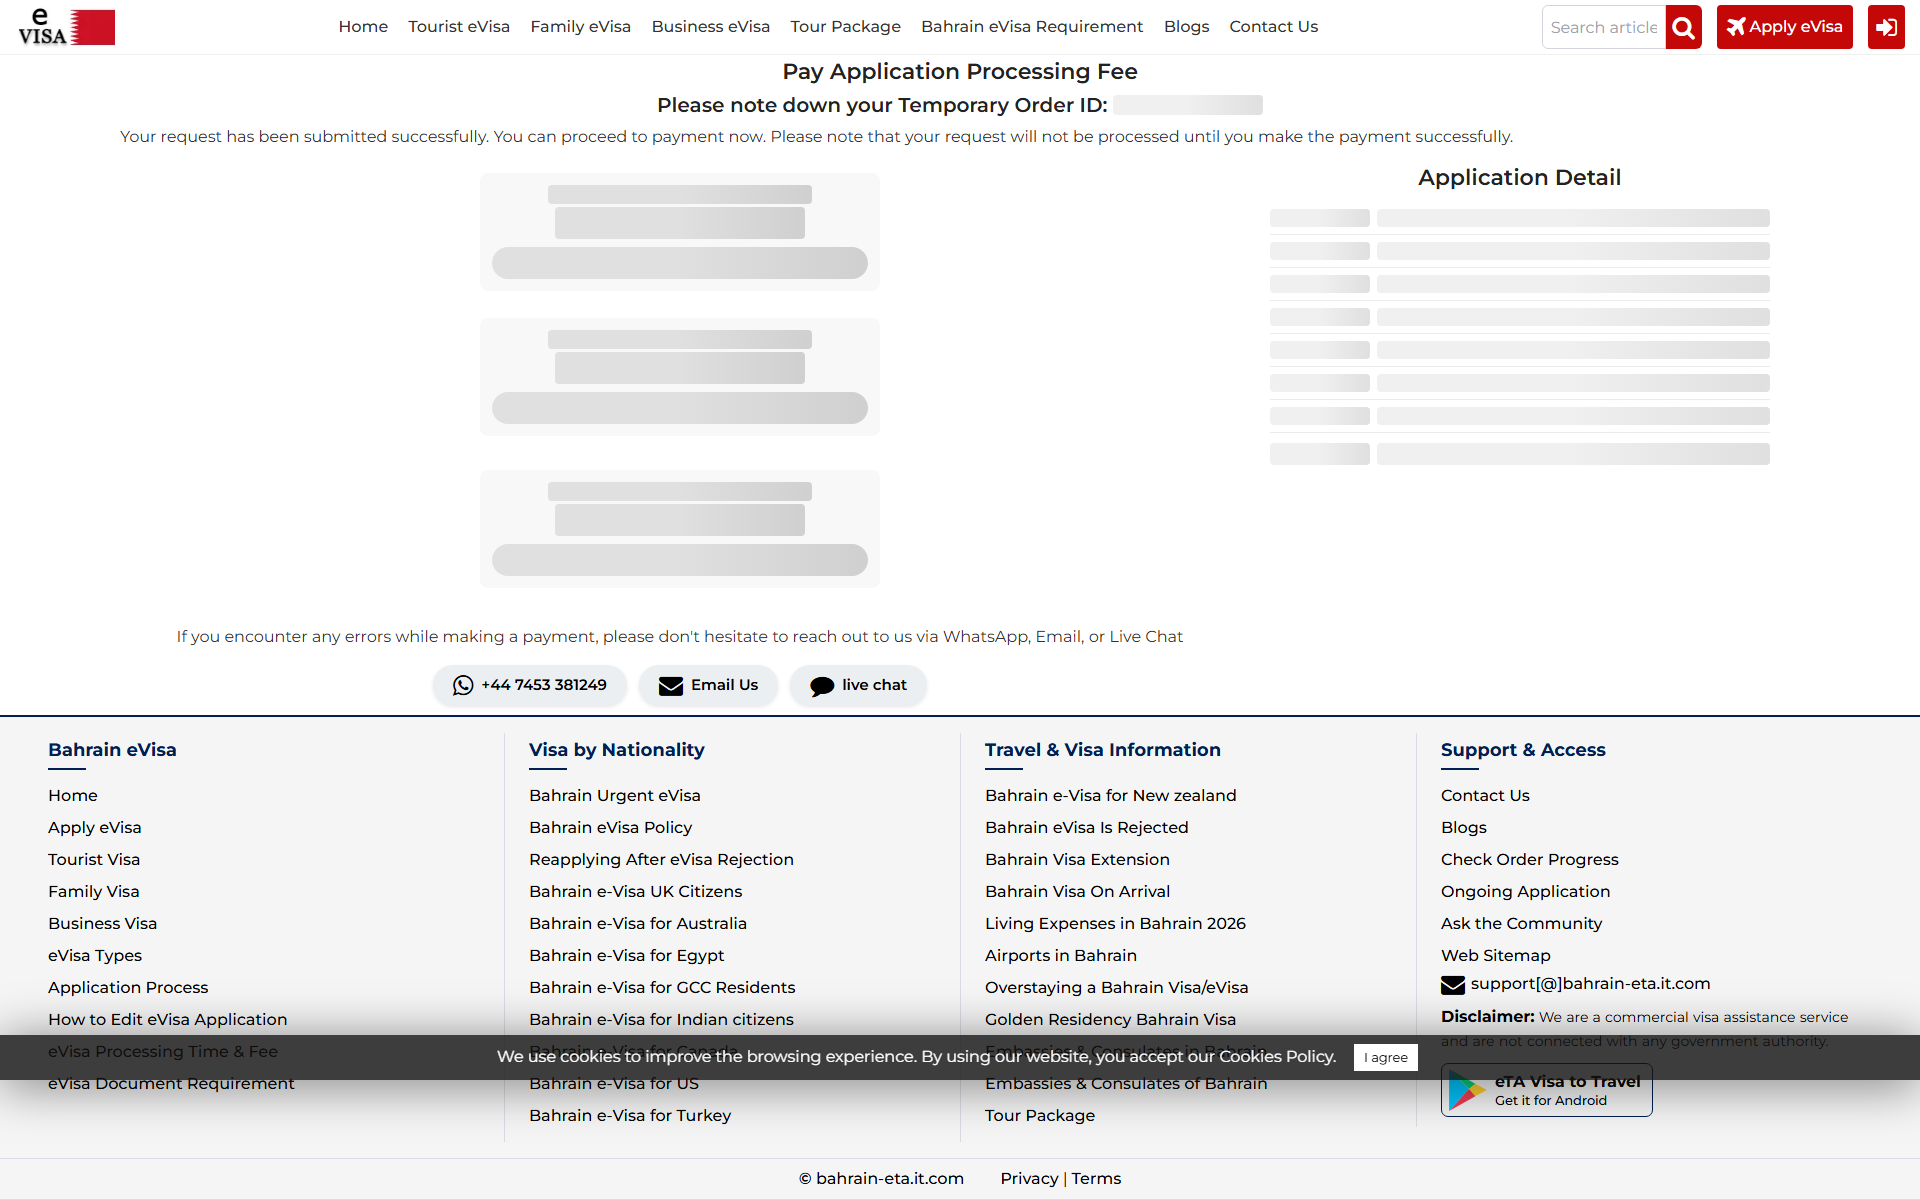 e
VISA
Home
Tourist eVisa
Family eVisa
Business eVisa
Tour Package
Bahrain eVisa Requirement
Blogs
Contact Us
Search article
Apply eVisa
Pay Application Processing Fee
Please note down your Temporary Order ID:
Your request has been submitted successfully. You can proceed to payment now. Please note that your request will not be processed until you make the payment successfully.
Application Detail
If you encounter any errors while making a payment, please don't hesitate to reach out to us via WhatsApp, Email, or Live Chat
+44 7453 381249
Email Us
live chat
Bahrain eVisa
Home
Apply eVisa
Tourist Visa
Family Visa
Business Visa
eVisa Types
Application Process
How to Edit eVisa Application
eVisa Processing Time & Fee
eVisa Document Requirement
Visa by Nationality
Bahrain Urgent eVisa
Bahrain eVisa Policy
Reapplying After eVisa Rejection
Bahrain e-Visa UK Citizens
Bahrain e-Visa for Australia
Bahrain e-Visa for Egypt
Bahrain e-Visa for GCC Residents
Bahrain e-Visa for Indian citizens
Bahrain e-Visa for Canada
Bahrain e-Visa for US
Bahrain e-Visa for Turkey
Travel & Visa Information
Bahrain e-Visa for New zealand
Bahrain eVisa Is Rejected
Bahrain Visa Extension
Bahrain Visa On Arrival
Living Expenses in Bahrain 2026
Airports in Bahrain
Overstaying a Bahrain Visa/eVisa
Golden Residency Bahrain Visa
Embassies & Consulates in Bahrain
Embassies & Consulates of Bahrain
Tour Package
Support & Access
Contact Us
Blogs
Check Order Progress
Ongoing Application
Ask the Community
Web Sitemap
support[@]bahrain-eta.it.com
Disclaimer: We are a commercial visa assistance service
and are not connected with any government authority.
eTA Visa to Travel
Get it for Android
We use cookies to improve the browsing experience. By using our website, you accept our Cookies Policy.
I agree
© bahrain-eta.it.com
Privacy | Terms